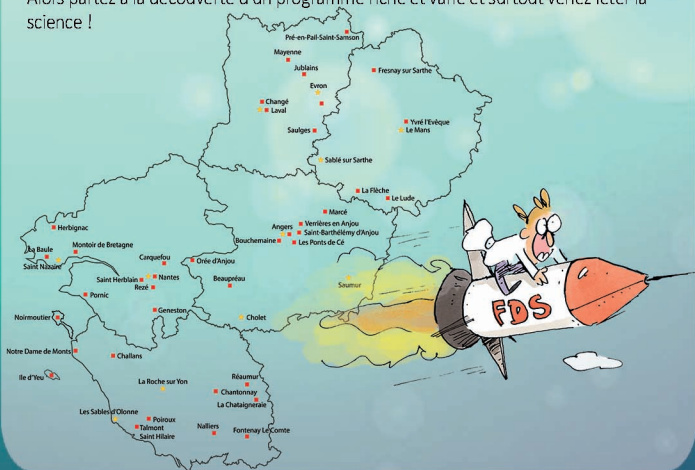 Alors partez à la découverte d'un programme riche et varié et surtout venez fêter la
science !
Pré-en-Pail-Saint-Samson
Mayenne
Jublains
Fresnay sur Sarthe
Evron
Changé
Laval
Yvré l'Evêque
Le Mans
Saulges
Sablé sur Sarthe
La Flèche
Le Lude
Marcé
Verrières en Anjou
Angers
Saint-Barthélémy d'Anjou
Bouchemaine
Les Ponts de Cé
Herbignac
La Baule
Montoir de Bretagne
Saint Nazaire
Carquefou
Orée d'Anjou
Saint Herblain
Nantes
Rezé
Beaupréau
Saumur
Pornic
Geneston
Cholet
Noirmoutier
FDS
Notre Dame de Monts
Challans
Ile d'Yeu
La Roche sur Yon
Réaumur
Chantonnay
La Chataigneraie
Les Sables d'Olonne
Poiroux
Talmont
Saint Hilaire
Nalliers
Fontenay Le Comte